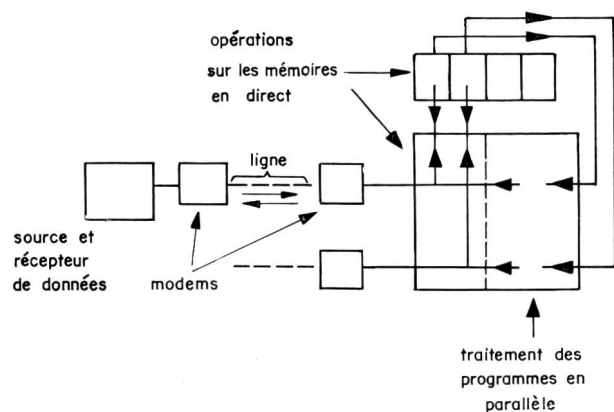 opérations
sur les mémoires
en direct
ligne
source et
récepteur
de données
modems
traitement des
programmes en
parallèle